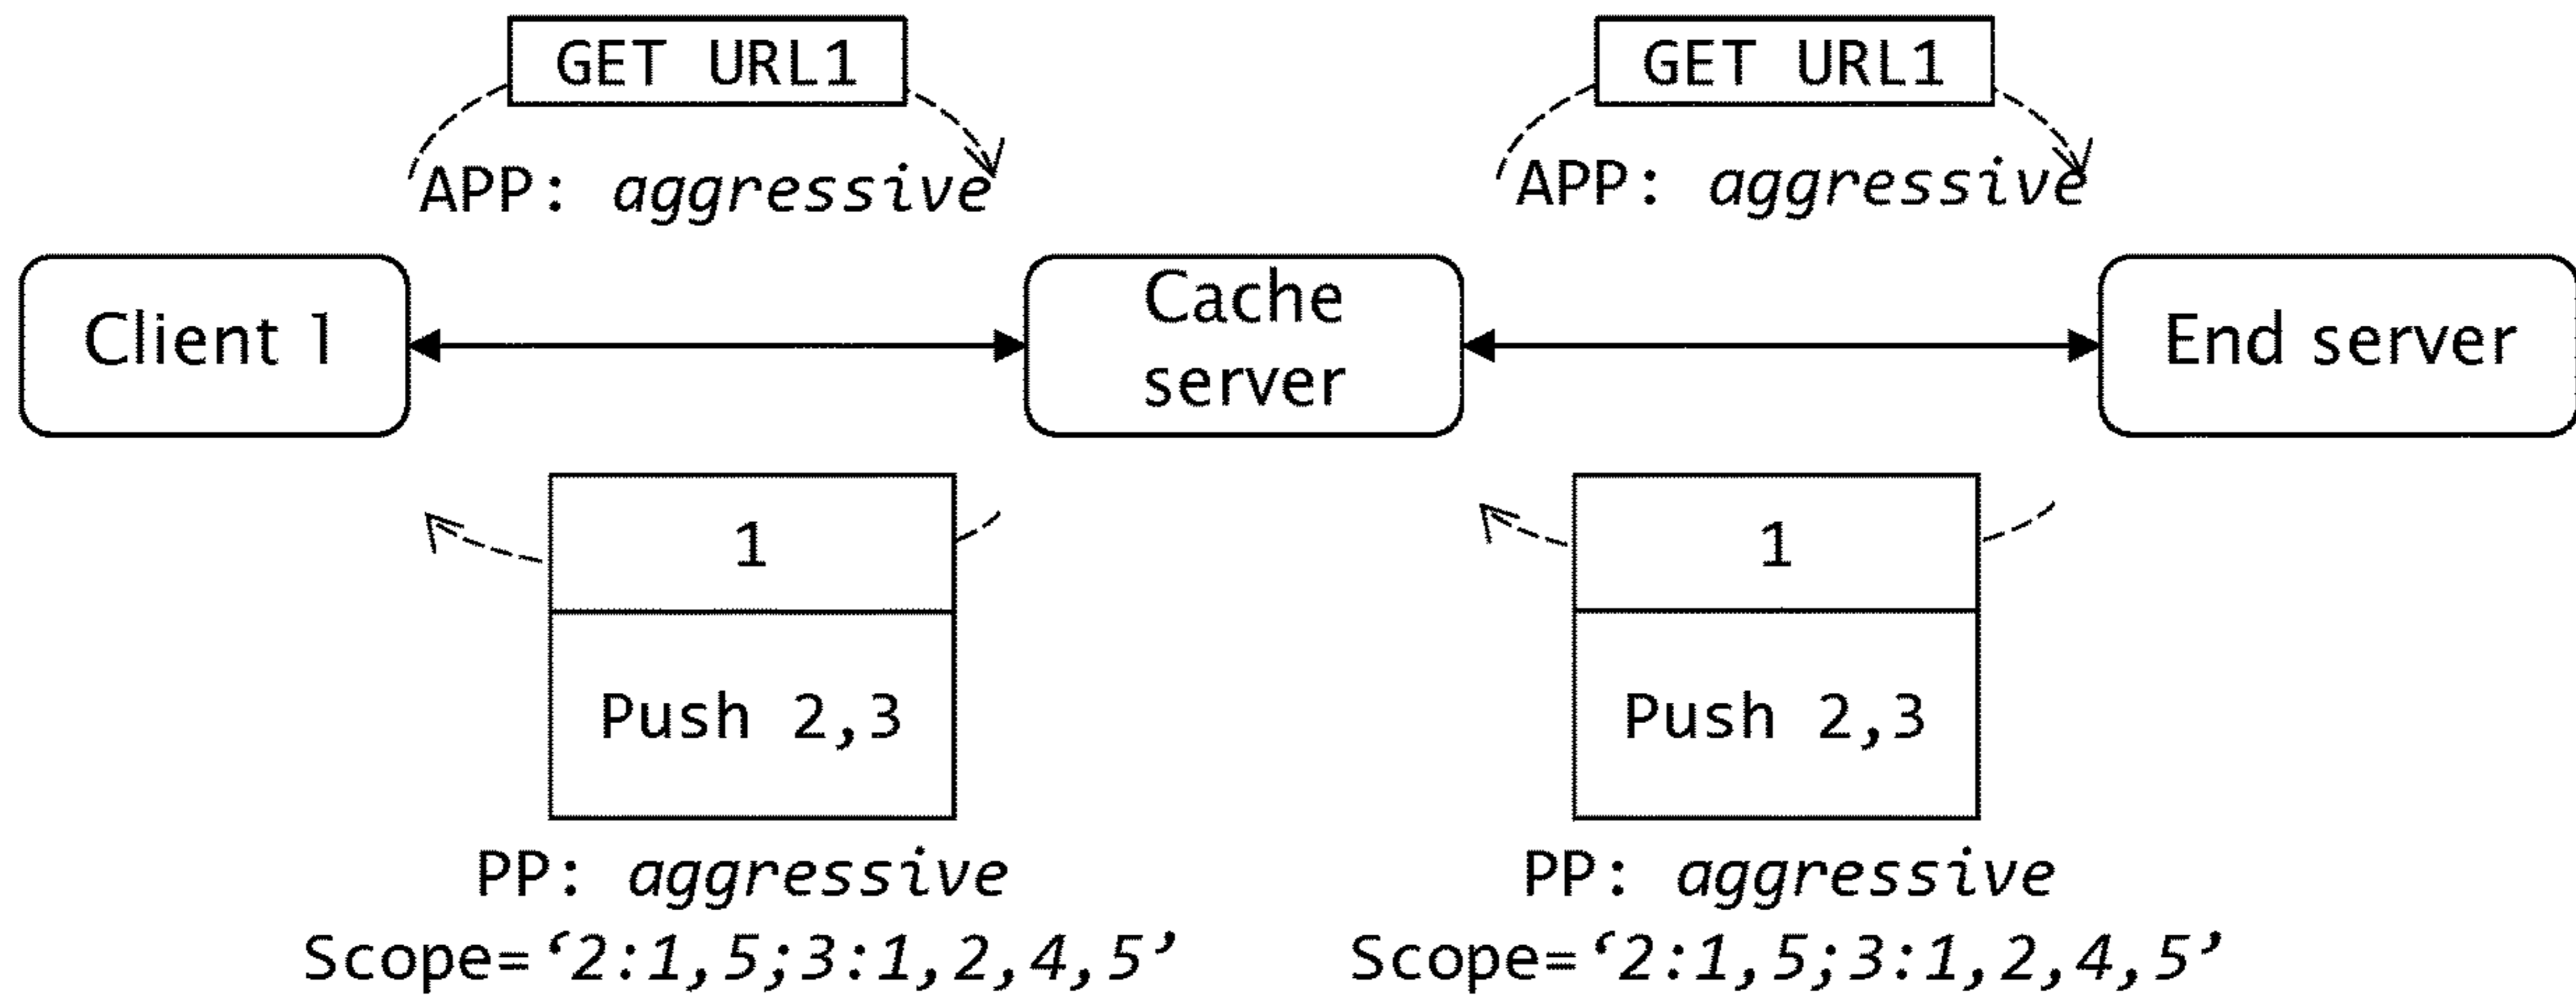 GET URL1
GET URL1
APP: aggressive
APP: aggressive
Client 1
Cache
server
End server
1
1
Push 2,3
Push 2,3
PP: aggressive
PP: aggressive
Scope=‘2:1,5;3:1,2,4,5’
Scope=‘2:1,5;3:1,2,4,5’